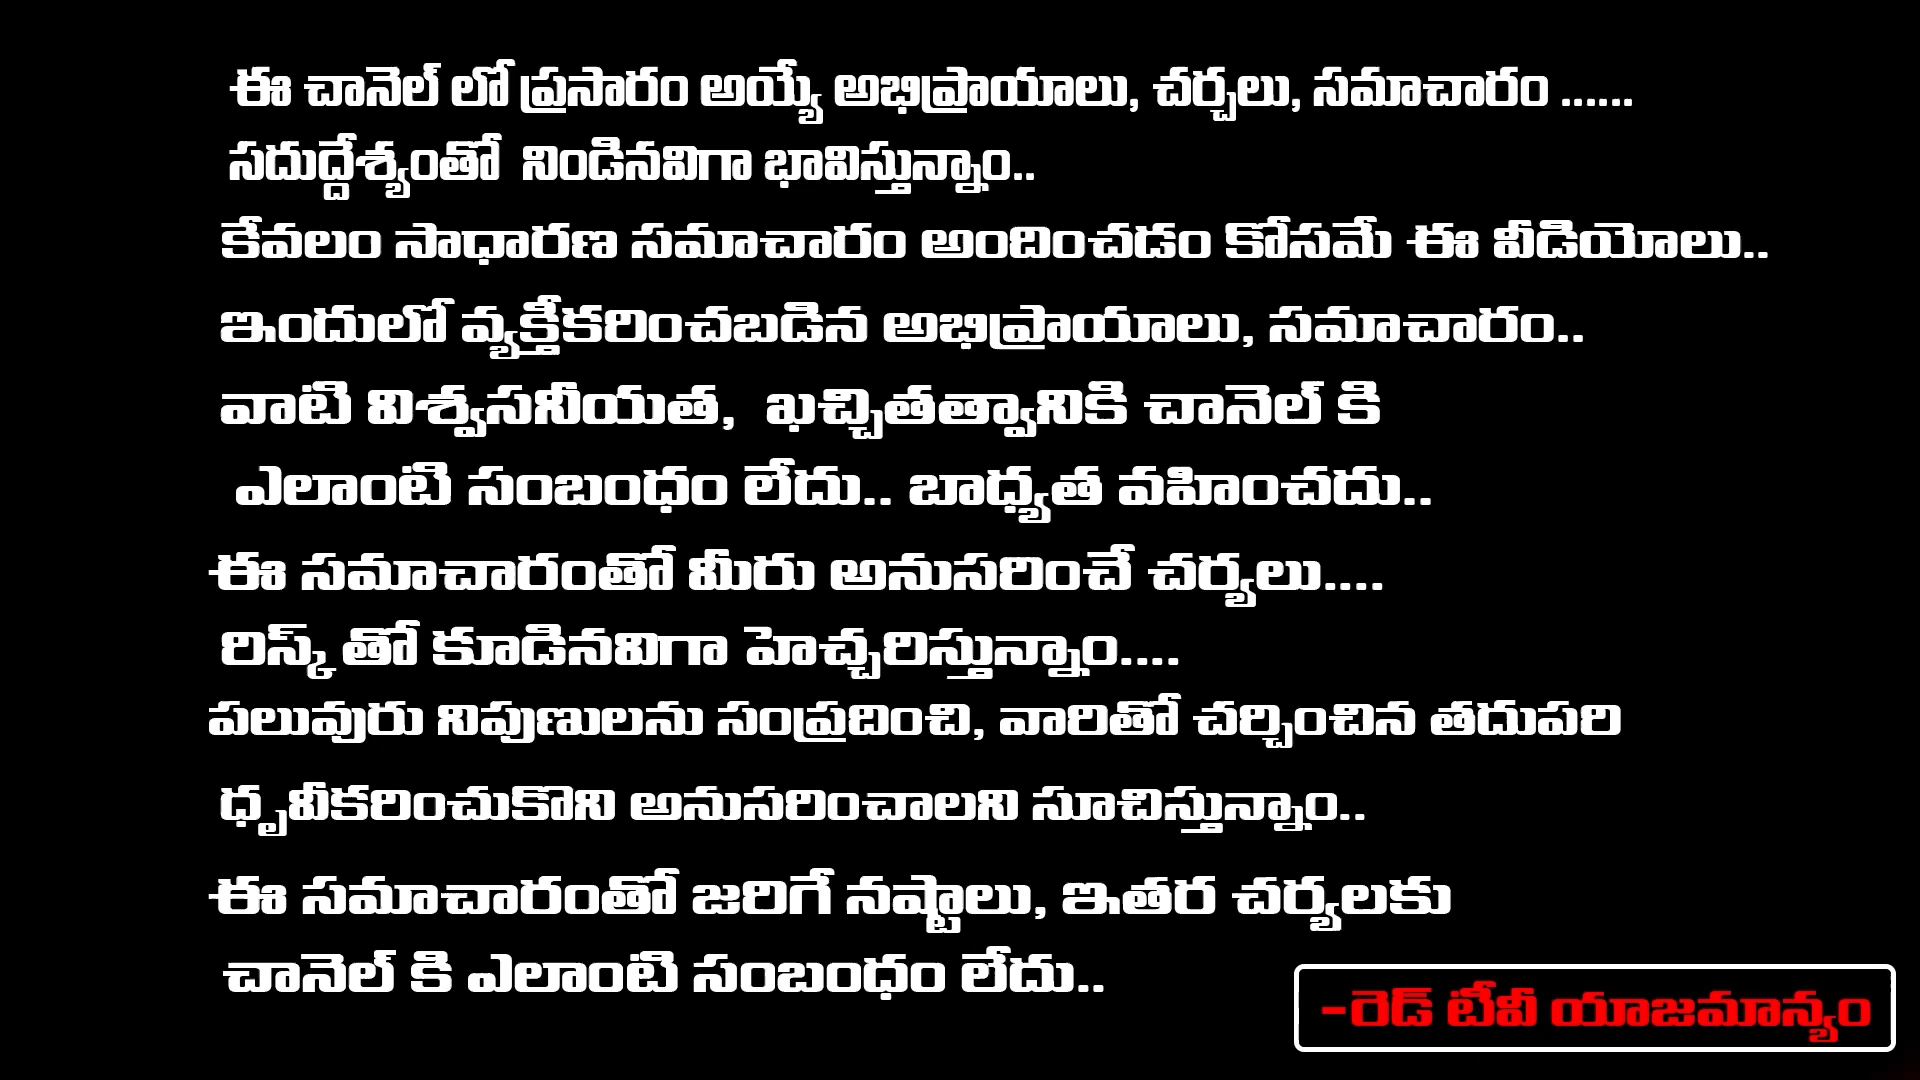 ఈ చానెల్ లో ప్రసారం అయ్యే అభిప్రాయాలు, చర్చలు, సమాచారం ......
సదుద్దేశ్యంతో నిండినవిగా భావిస్తున్నాం..
కేవలం సాధారణ సమాచారం అందించడం కోసమే ఈ వీడియోలు..
ఇందులో వ్యక్తీకరించబడిన అభిప్రాయాలు, సమాచారం..
వాటి విశ్వసనీయత, ఖచ్చితత్వానికి చానెల్ కి
ఎలాంటి సంబంధం లేదు.. బాధ్యత వహించదు..
ఈ సమాచారంతో మీరు అనుసరించే చర్యలు....
రిస్క్ తో కూడినవిగా హెచ్చరిస్తున్నాం....
పలువురు నిపుణులను సంప్రదించి, వారితో చర్చించిన తదుపరి
ధృవీకరించుకొని అనుసరించాలని సూచిస్తున్నాం..
ఈ సమాచారంతో జరిగే నష్టాలు, ఇతర చర్యలకు
చానెల్ కి ఎలాంటి సంబంధం లేదు..
-రెడ్ టీవీ యాజమాన్యం